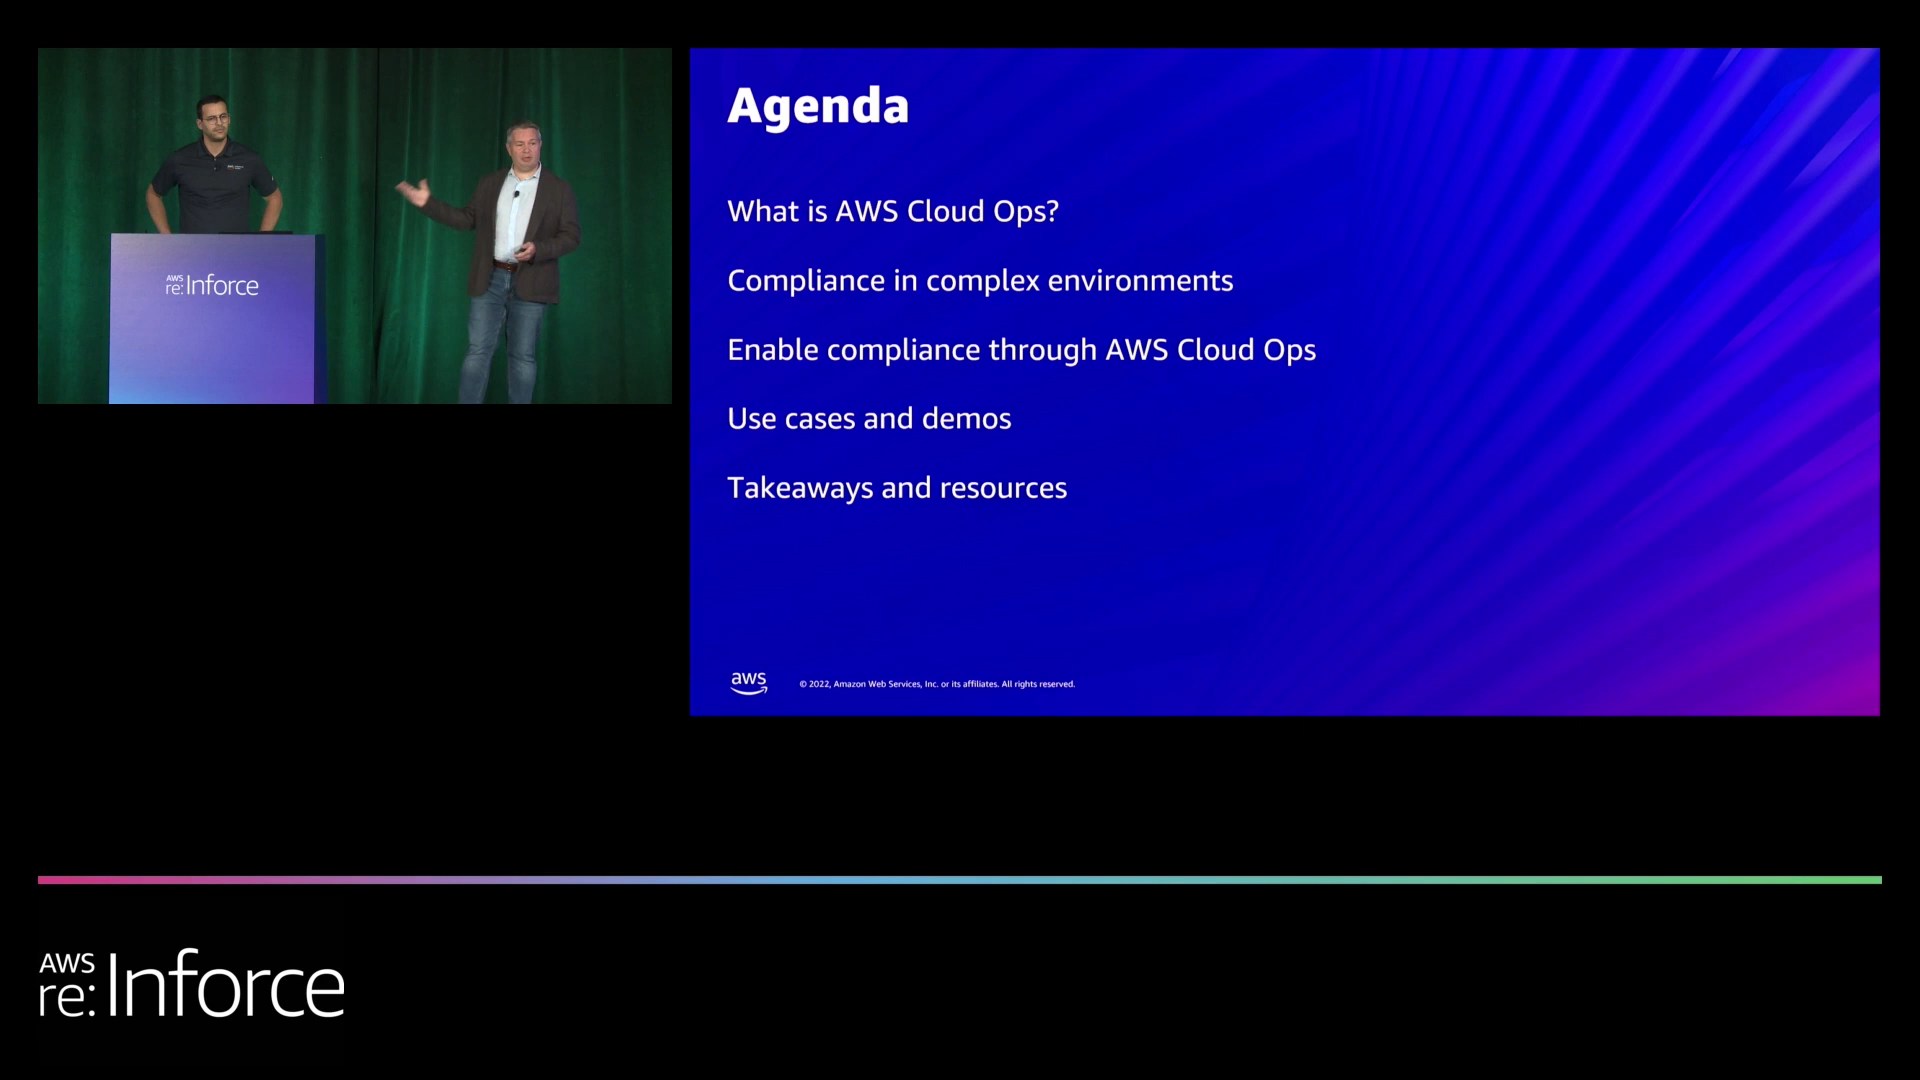 AWS
re:Inforce
Agenda
What is AWS Cloud Ops?
Compliance in complex environments
Enable compliance through AWS Cloud Ops
Use cases and demos
Takeaways and resources
aws
© 2022, Amazon Web Services, Inc. or its affiliates. All rights reserved.
AWS
re:Inforce